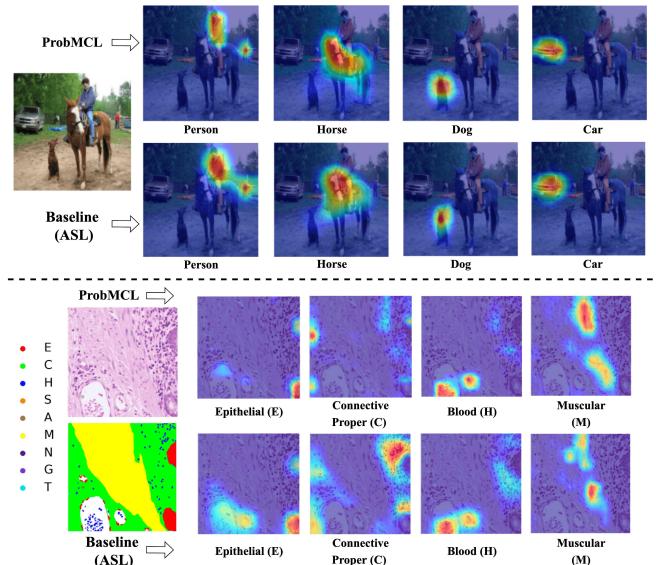 ProbMCL
Person
Horse
Dog
Car
Baseline
(ASL)
Person
Horse
Dog
Car
ProbMCL
E
C
H
S
A
M
N
G
T
Epithelial (E)
Connective
Proper (C)
Blood (H)
Muscular
(M)
Baseline
(ASL)
Epithelial (E)
Connective
Proper (C)
Blood (H)
Muscular
(M)